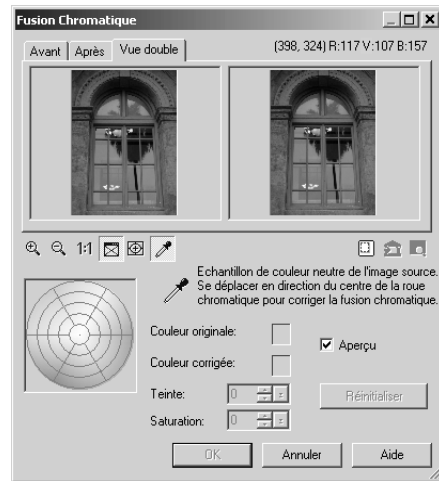 Fusion Chromatique
Avant
Après
Vue double
(398, 324) R:117 V:107 B:157
1:1
Echantillon de couleur neutre de l'image source.
Se déplacer en direction du centre de la roue
chromatique pour corriger la fusion chromatique.
Couleur originale:
Aperçu
Couleur corrigée:
Teinte: 0
Réinitialiser
Saturation: 0
OK
Annuler
Aide